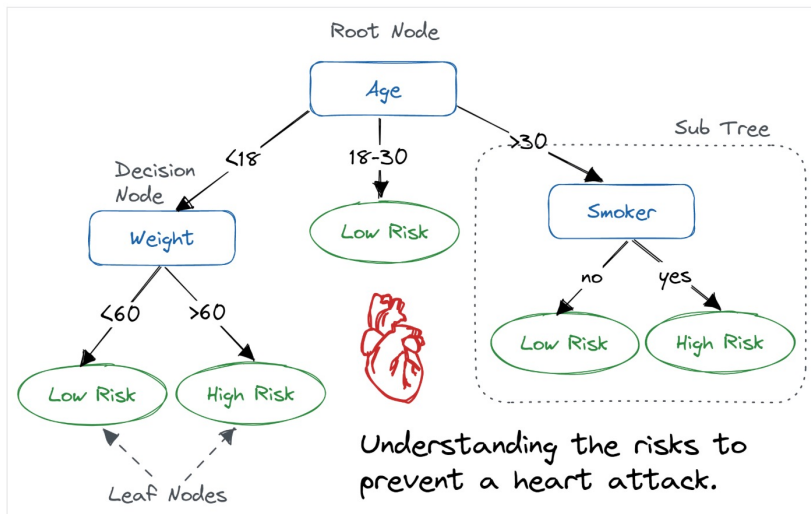 Root Node
Age
Sub Tree
<18
18-30
>30
Decision
Node
Weight
Low Risk
Smoker
<60
>60
no
yes
Low Risk
High Risk
Low Risk
High Risk
Leaf Nodes
Understanding the risks to
prevent a heart attack.